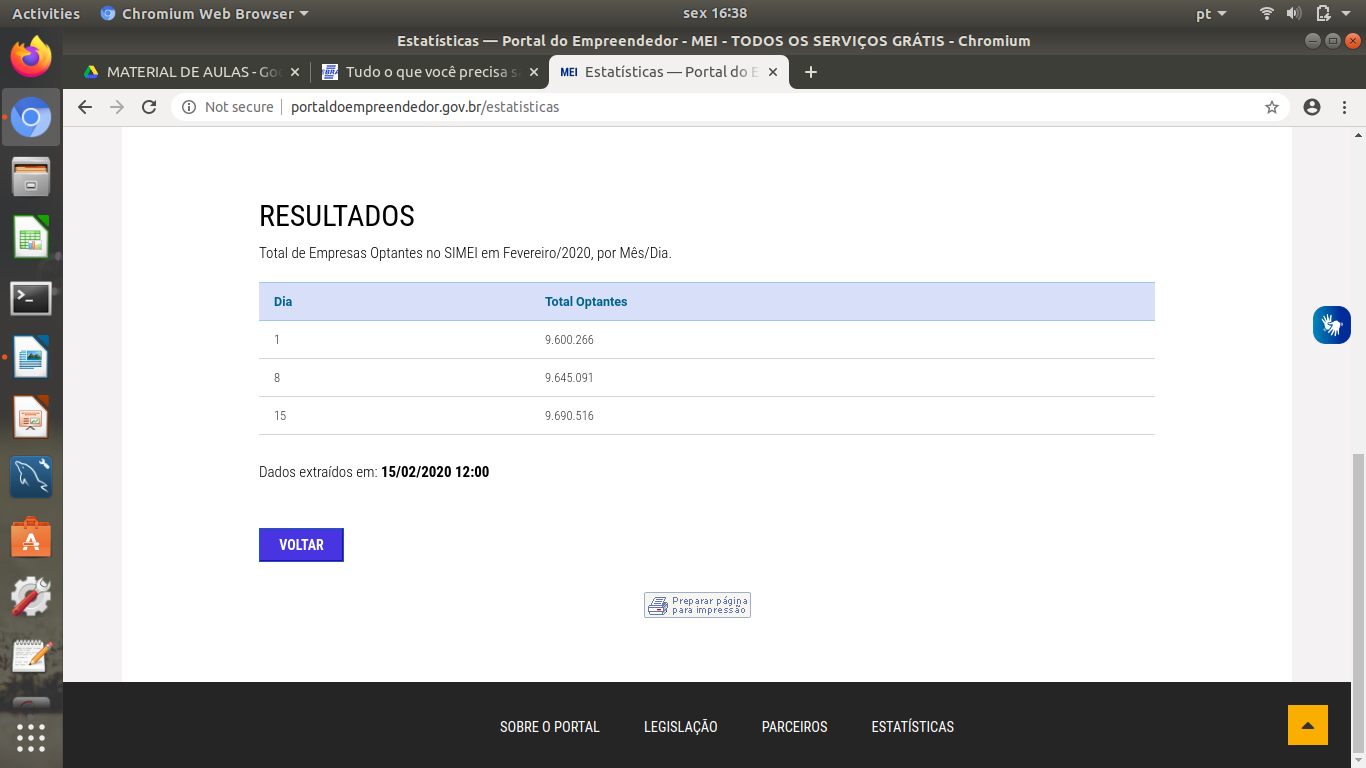 Activities
Chromium Web Browser
sex 16:38
pt
Estatísticas — Portal do Empreendedor - MEI - TODOS OS SERVIÇOS GRÁTIS - Chromium
MATERIAL DE AULAS - Go
Tudo o que você precisa s
MEI Estatísticas — Portal do E
Not secure
portaldoempreendedor.gov.br/estatisticas
RESULTADOS
Total de Empresas Optantes no SIMEI em Fevereiro/2020, por Mês/Dia.
Dia Total Optantes
1 9.600.266
8 9.645.091
15 9.690.516
Dados extraídos em: 15/02/2020 12:00
VOLTAR
Preparar página
para impressão
SOBRE O PORTAL LEGISLAÇÃO PARCEIROS ESTATÍSTICAS